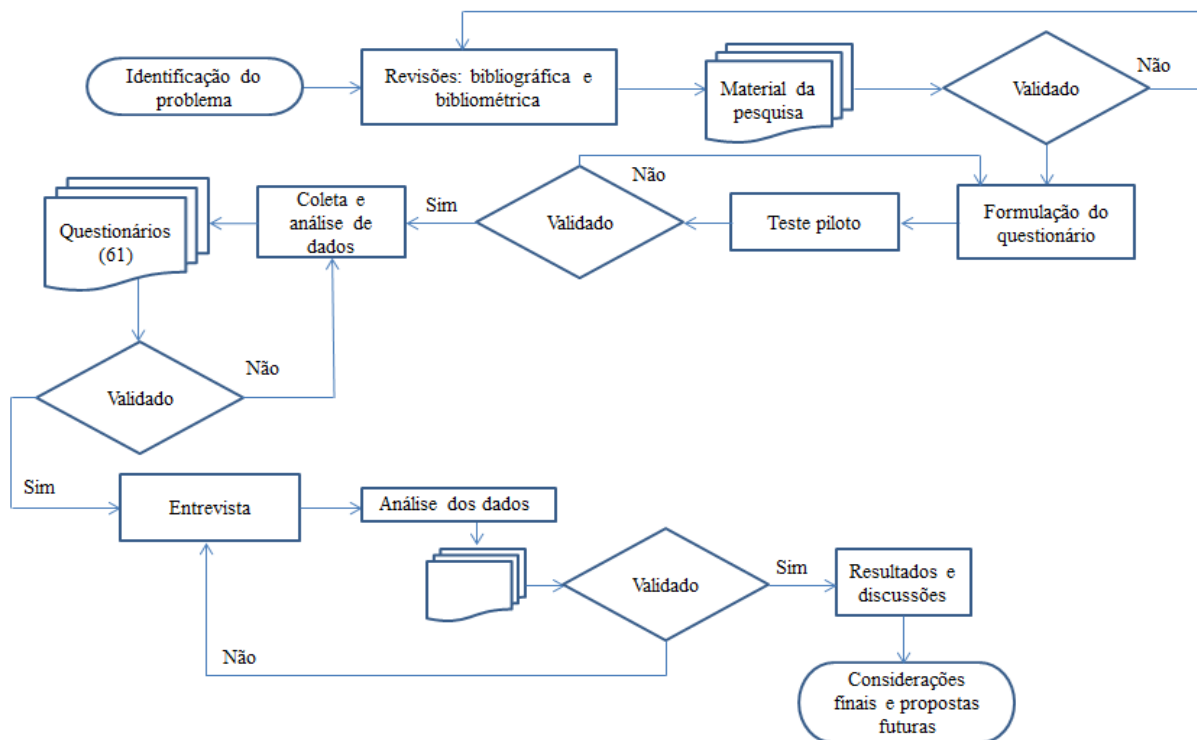 Identificação do
problema
Revisões: bibliográfica e
bibliométrica
Material da
pesquisa
Validado
Não
Questionários
(61)
Coleta e
análise de
dados
Sim
Validado
Não
Teste piloto
Formulação do
questionário
Validado
Não
Sim
Entrevista
Análise dos dados
Validado
Sim
Resultados e
discussões
Não
Considerações
finais e propostas
futuras